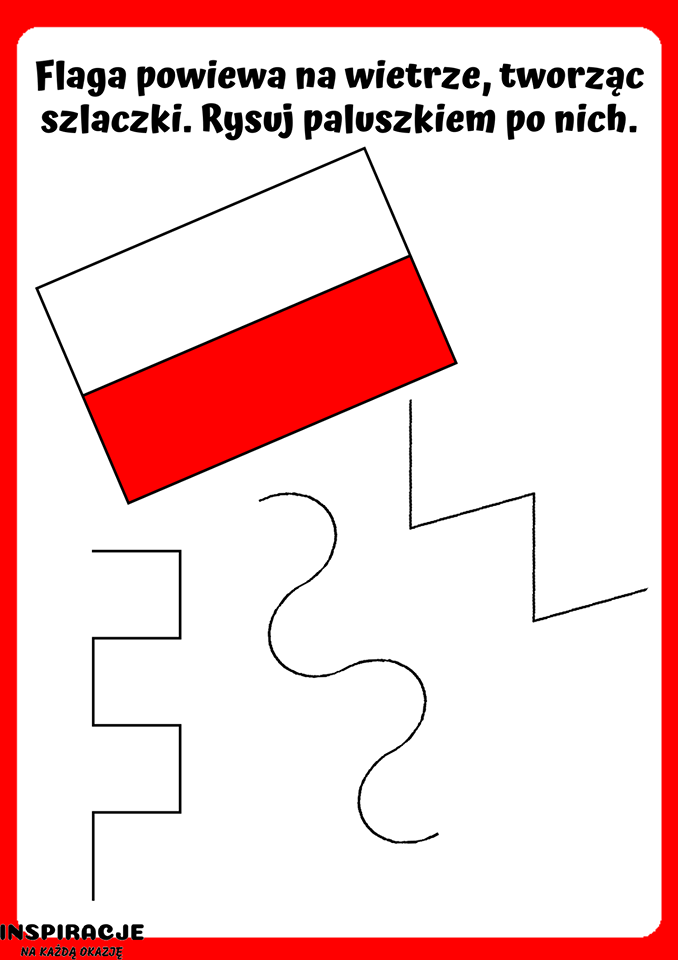 Flaga powiewa na wietrze, tworząc
szlaczki. Rysuj paluszkiem po nich.
INSPIRACJE
NA KAŻDĄ OKAZJĘ